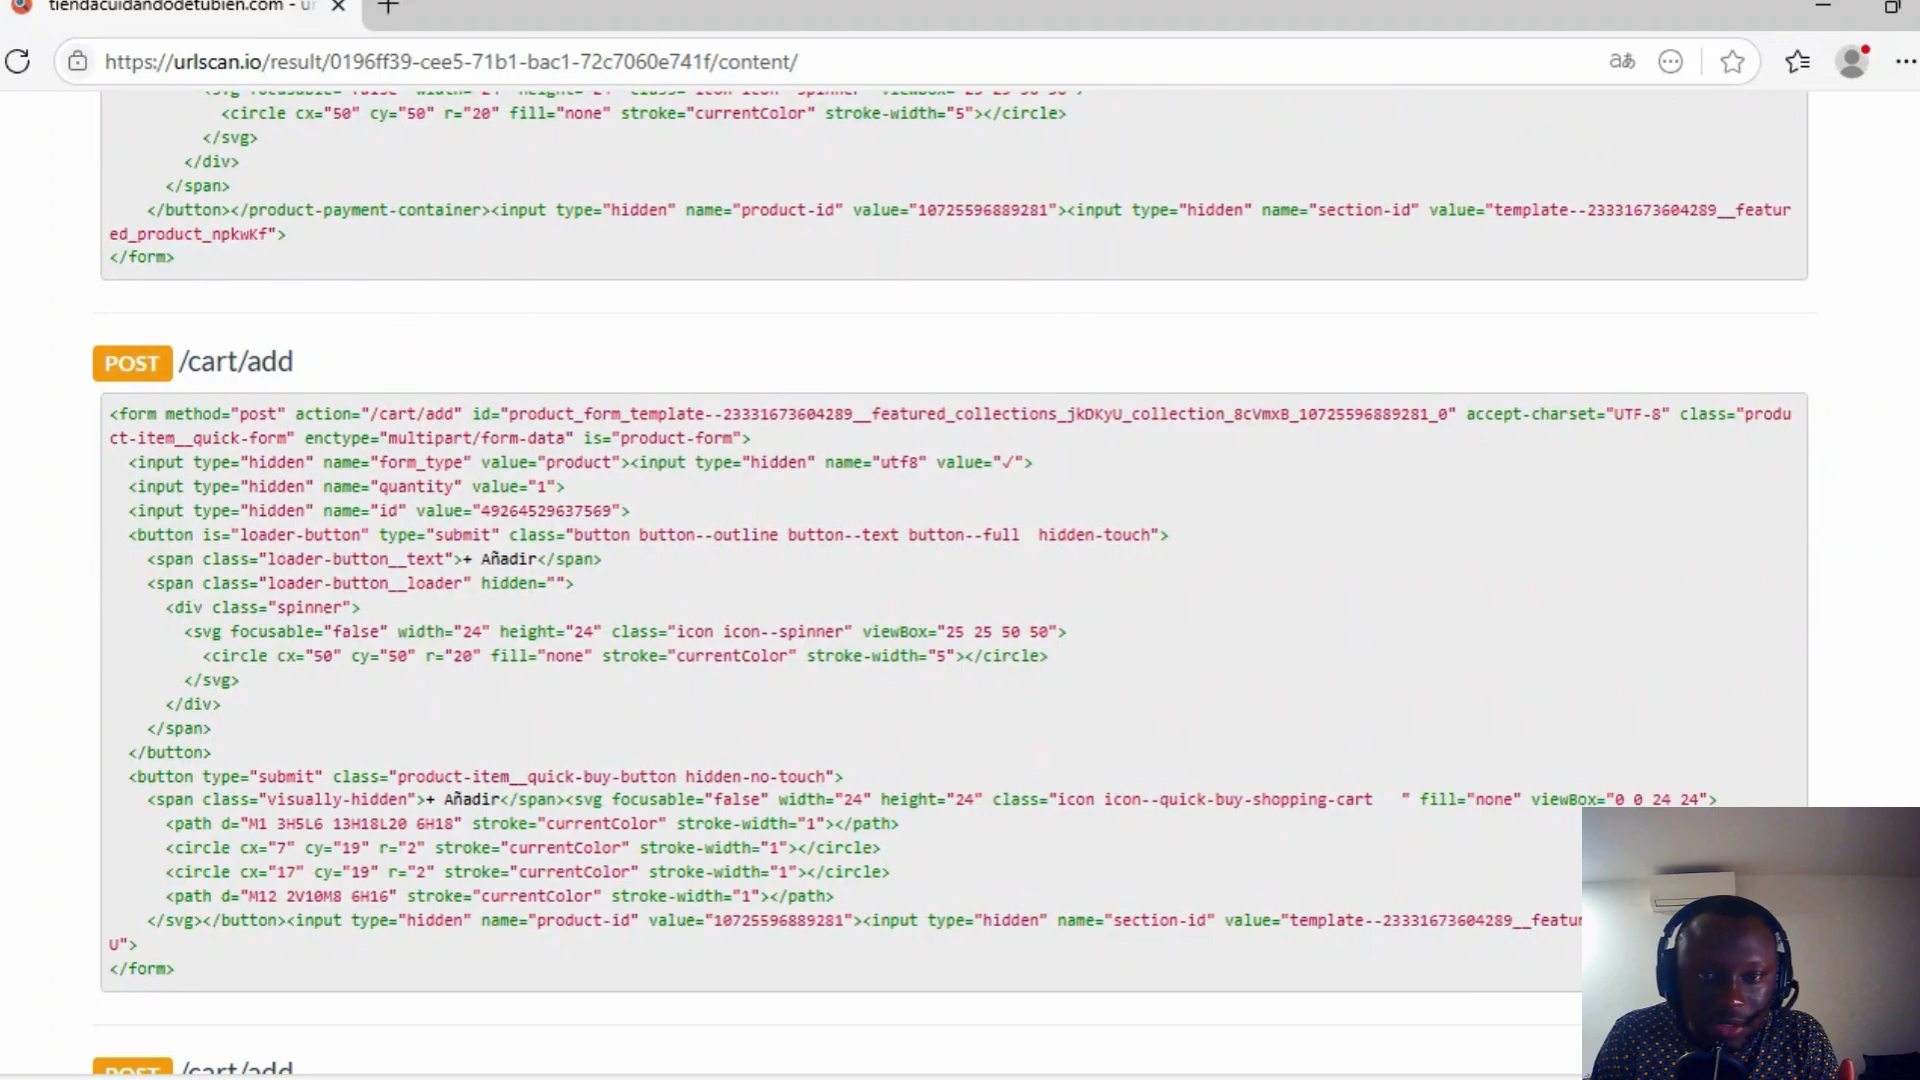 tiendacuidandodetubien.com - ur
https://urlscan.io/result/0196ff39-cee5-71b1-bac1-72c7060e741f/content/
<circle cx="50" cy="50" r="20" fill="none" stroke="currentColor" stroke-width="5"></circle>
</svg>
</div>
</span>
</button></product-payment-container><input type="hidden" name="product-id" value="10725596889281"><input type="hidden" name="section-id" value="template--23331673604289__featur
ed_product_npkwKf">
</form>
POST /cart/add
<form method="post" action="/cart/add" id="product_form_template--23331673604289__featured_collections_jkDKyU_collection_8cVmxB_10725596889281_0" accept-charset="UTF-8" class="produ
ct-item__quick-form" enctype="multipart/form-data" is="product-form">
<input type="hidden" name="form_type" value="product"><input type="hidden" name="utf8" value="✓">
<input type="hidden" name="quantity" value="1">
<input type="hidden" name="id" value="49264529637569">
<button is="loader-button" type="submit" class="button button--outline button--text button--full  hidden-touch">
<span class="loader-button__text">+ Añadir</span>
<span class="loader-button__loader" hidden="">
<div class="spinner">
<svg focusable="false" width="24" height="24" class="icon icon--spinner" viewBox="25 25 50 50">
<circle cx="50" cy="50" r="20" fill="none" stroke="currentColor" stroke-width="5"></circle>
</svg>
</div>
</span>
</button>
<button type="submit" class="product-item__quick-buy-button hidden-no-touch">
<span class="visually-hidden">+ Añadir</span><svg focusable="false" width="24" height="24" class="icon icon--quick-buy-shopping-cart   " fill="none" viewBox="0 0 24 24">
<path d="M1 3H5L6 13H18L20 6H18" stroke="currentColor" stroke-width="1"></path>
<circle cx="7" cy="19" r="2" stroke="currentColor" stroke-width="1"></circle>
<circle cx="17" cy="19" r="2" stroke="currentColor" stroke-width="1"></circle>
<path d="M12 2V10M8 6H16" stroke="currentColor" stroke-width="1"></path>
</svg></button><input type="hidden" name="product-id" value="10725596889281"><input type="hidden" name="section-id" value="template--23331673604289__featur
U">
</form>
POST /cart/add